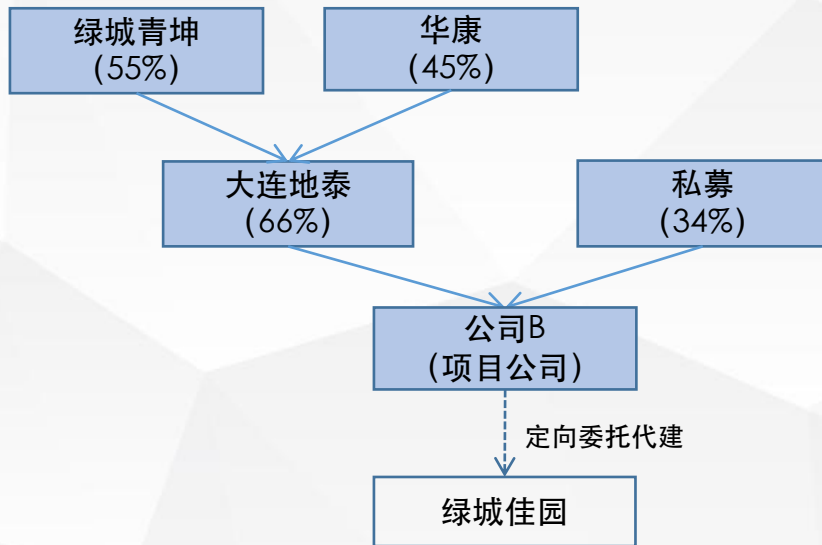 绿城青坤
(55%)
华康
(45%)
大连地泰
(66%)
私募
(34%)
公司B
(项目公司)
定向委托代建
绿城佳园